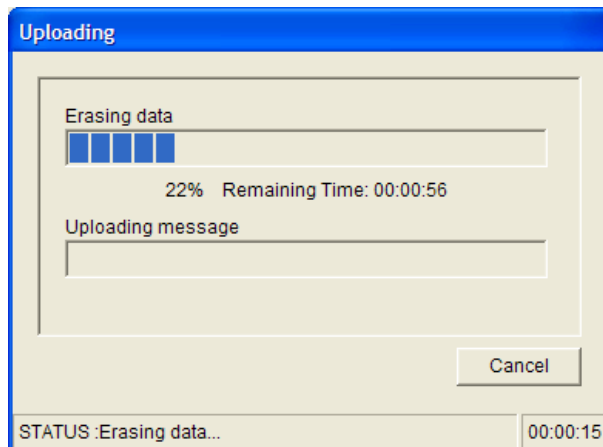 Uploading
Erasing data
22% Remaining Time: 00:00:56
Uploading message
Cancel
STATUS :Erasing data... 00:00:15